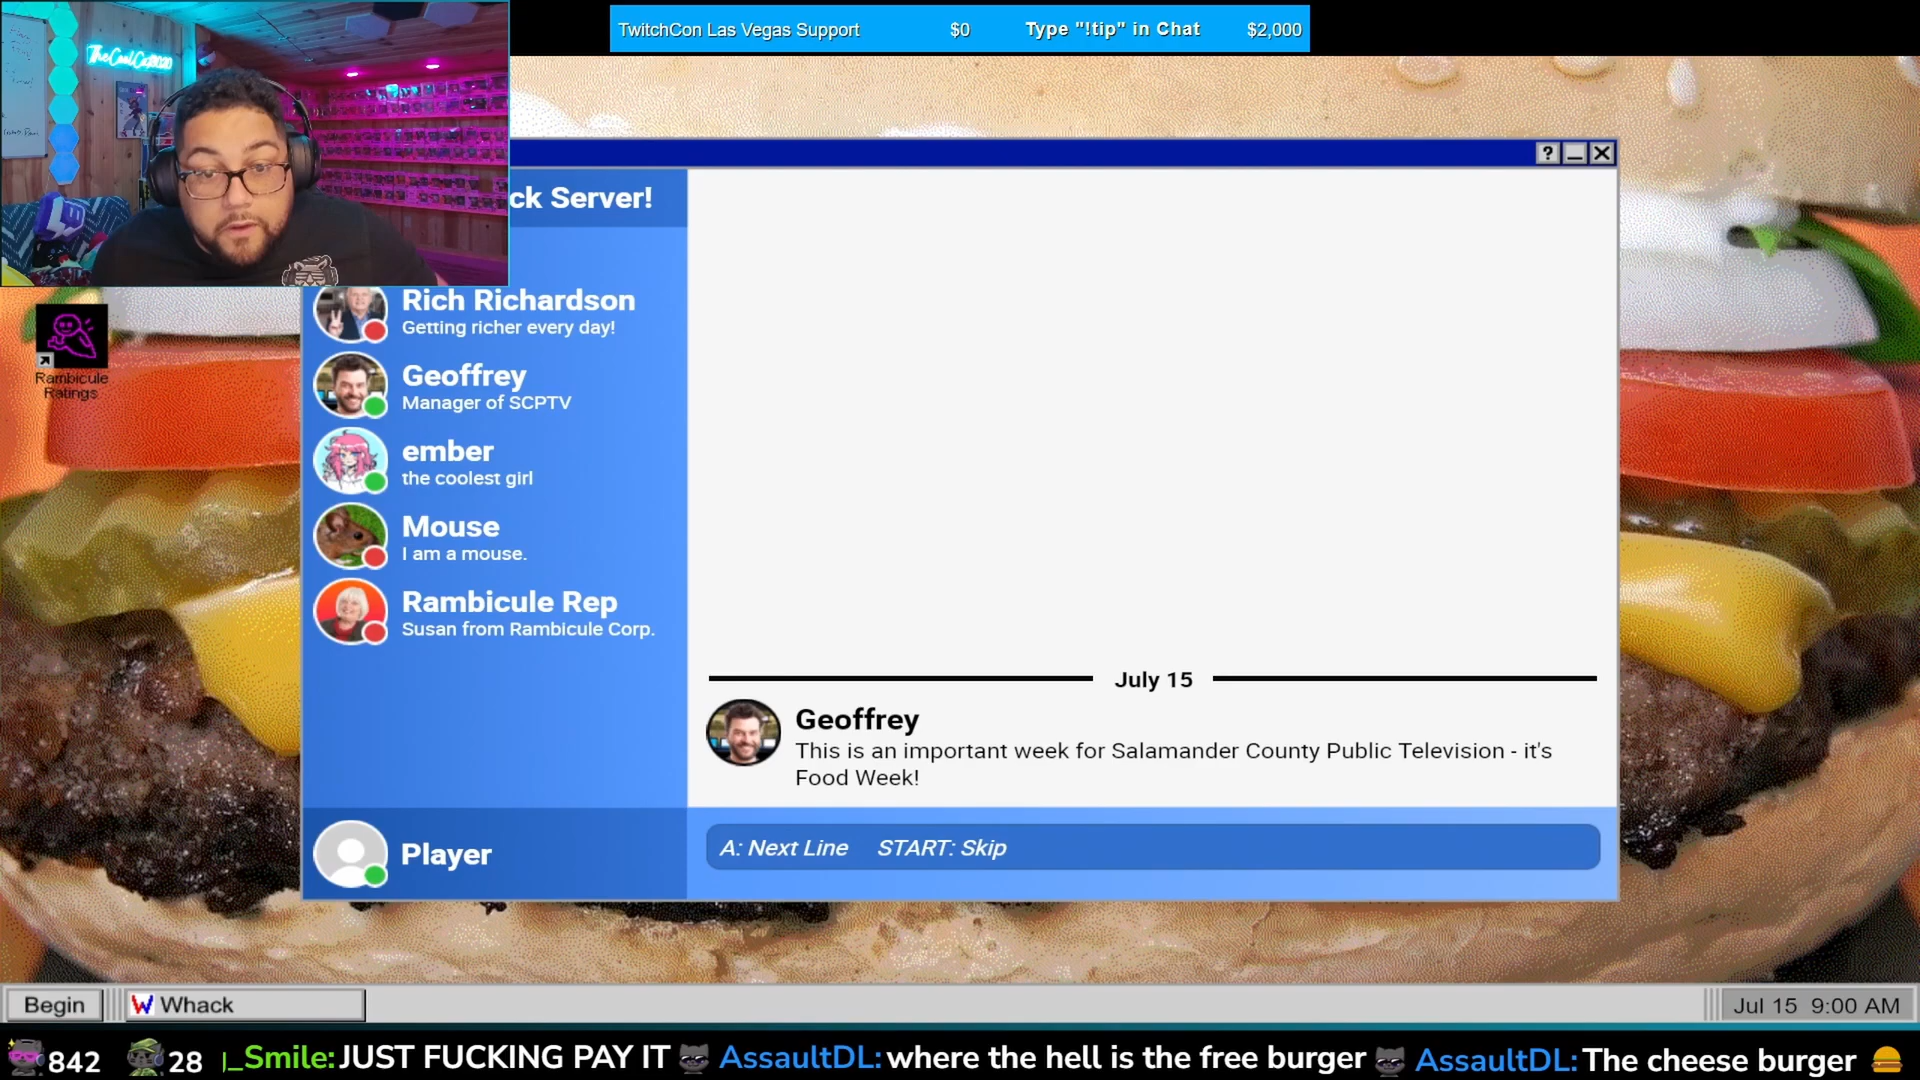 TwitchCon Las Vegas Support $0 Type "!tip" in Chat $2,000
TheCoolCat2020
? _ X
ck Server!
Rich Richardson
Getting richer every day!
Geoffrey
Manager of SCPTV
ember
the coolest girl
Mouse
I am a mouse.
Rambicule Rep
Susan from Rambicule Corp.
Player
Rambicule
Ratings
July 15
Geoffrey
This is an important week for Salamander County Public Television - it's
Food Week!
A: Next Line START: Skip
Begin
W Whack
Jul 15 9:00 AM
842 28 _Smile: JUST FUCKING PAY IT AssaultDL: where the hell is the free burger AssaultDL: The cheese burger